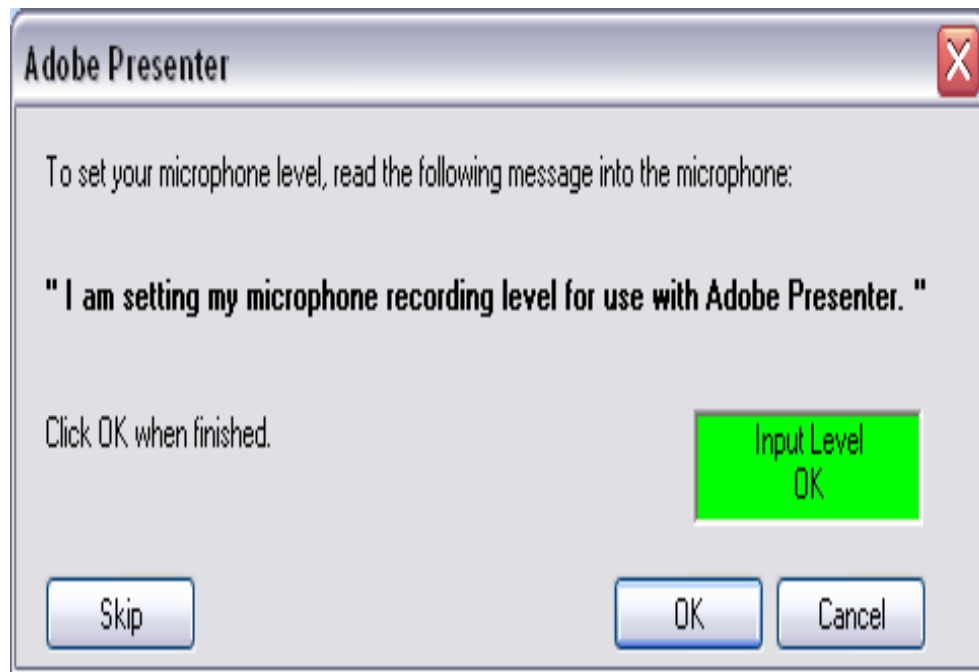 Adobe Presenter
To set your microphone level, read the following message into the microphone:
" I am setting my microphone recording level for use with Adobe Presenter. "
Click OK when finished.
Input Level
OK
Skip
OK
Cancel